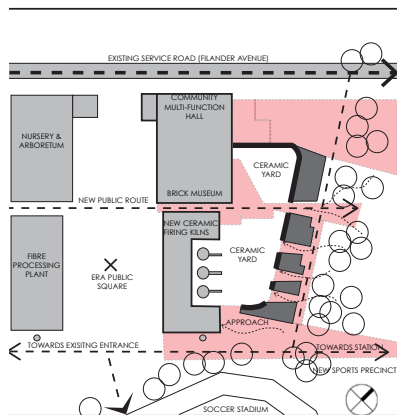 EXISTING SERVICE ROAD (FILANDER AVENUE)
COMMUNITY
MULTI-FUNCTION
HALL
NURSERY &
ARBORETUM
CERAMIC
YARD
BRICK MUSEUM
NEW PUBLIC ROUTE
NEW CERAMIC
FIRING KILNS
FIBRE
PROCESSING
PLANT
CERAMIC
YARD
ERA PUBLIC
SQUARE
APPROACH
TOWARDS EXISITING ENTRANCE
TOWARDS STATION
NEW SPORTS PRECINCT
SOCCER STADIUM